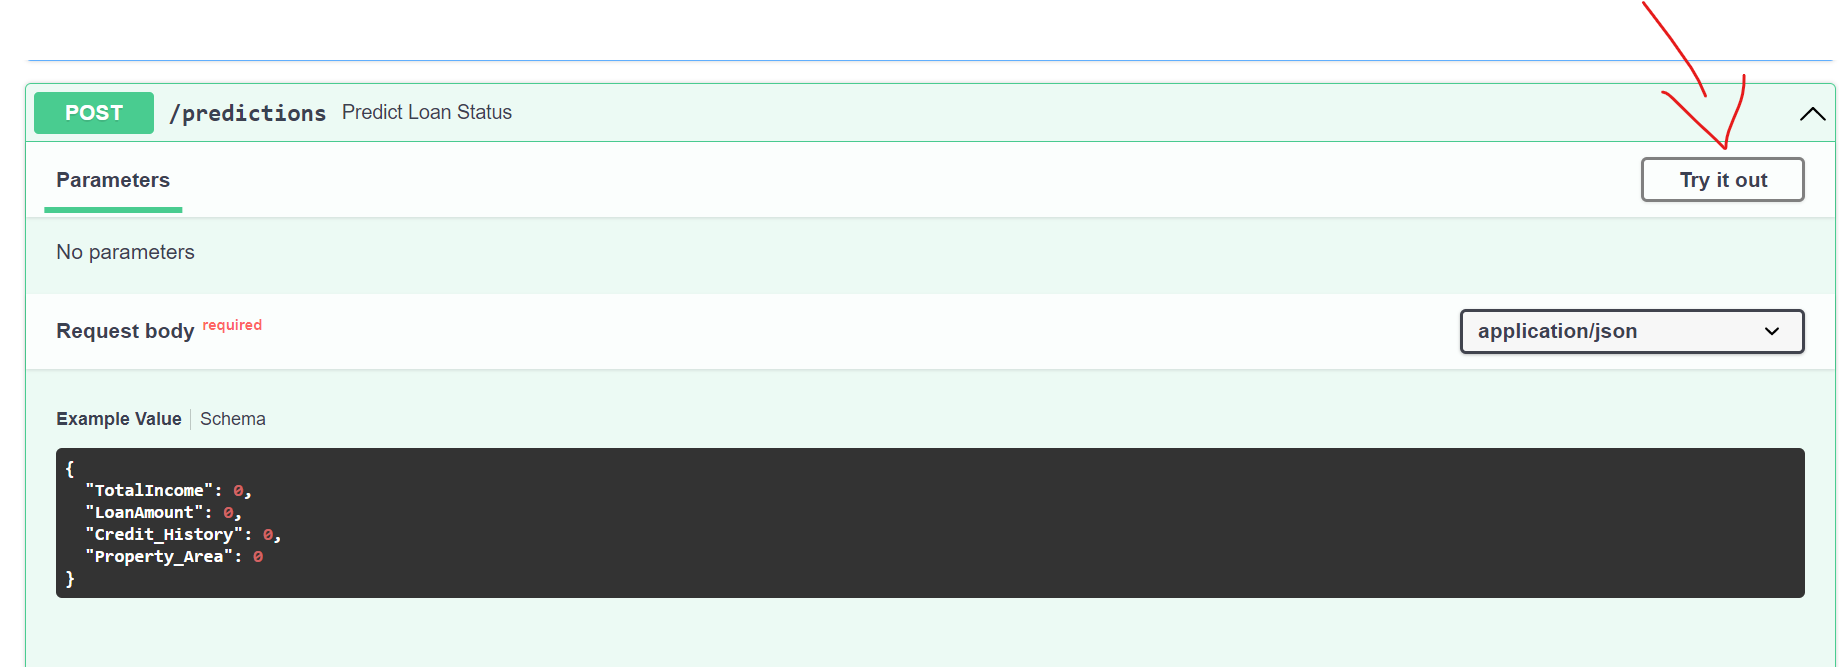 POST /predictions Predict Loan Status
Parameters
Try it out
No parameters
Request body required
application/json
Example Value Schema
{
"TotalIncome": 0,
"LoanAmount": 0,
"Credit_History": 0,
"Property_Area": 0
}